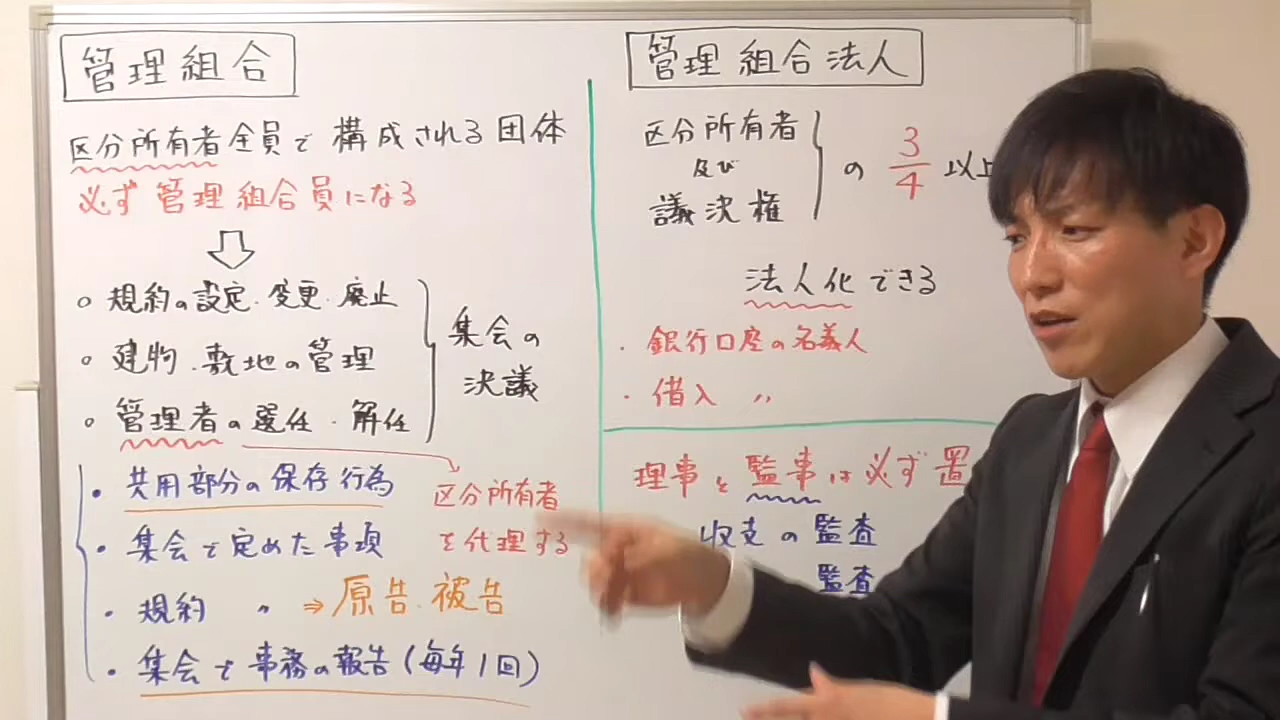 管理組合
区分所有者全員で構成される団体
必ず管理組合員になる
○規約の設定・変更・廃止
○建物・敷地の管理
○管理者の選任・解任
集会の
決議
・共用部分の保存行為
・集会で定めた事項
・規約 〃 ⇒原告・被告
・集会で事務の報告(毎年1回)
区分所有者
を代理する
管理組合法人
区分所有者
及び
議決権
の 3/4 以上
法人化できる
・銀行口座の名義人
・借入 〃
理事と監事は必ず置
収支の監査
監査